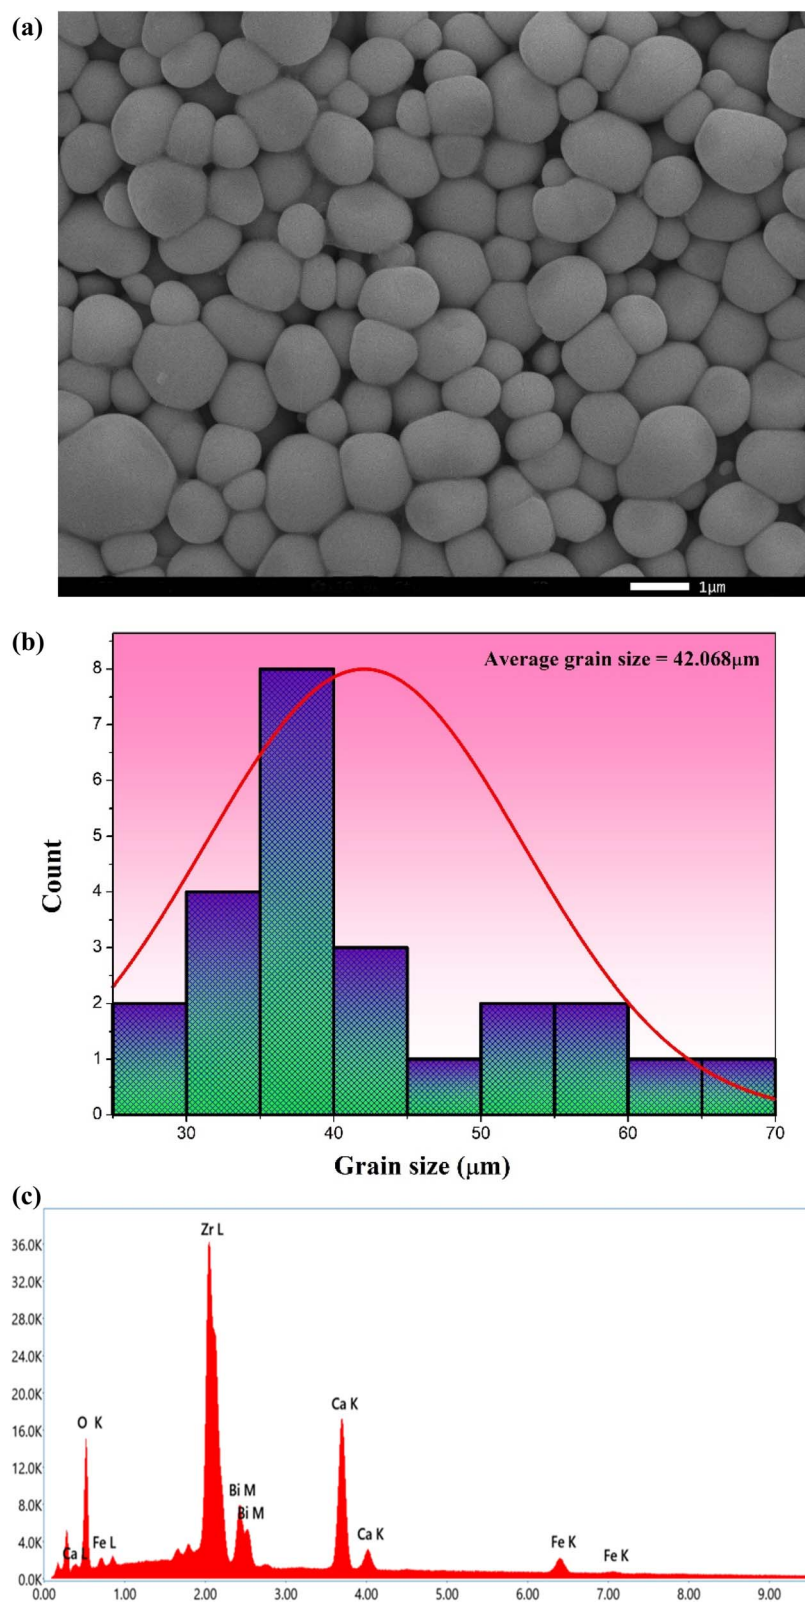 (a)
1μm
(b)
Average grain size = 42.068μm
8
7
6
5
4
3
2
1
0
Count
30 40 50 60 70
Grain size (μm)
(c)
Zr L
36.0K
32.0K
28.0K
24.0K
20.0K
Ca K
16.0K
O K
12.0K
Bi M
8.0K
Bi M
Ca K
Fe K
Fe K
4.0K
Ca L
Fe L
0.0K
0.00 1.00 2.00 3.00 4.00 5.00 6.00 7.00 8.00 9.00